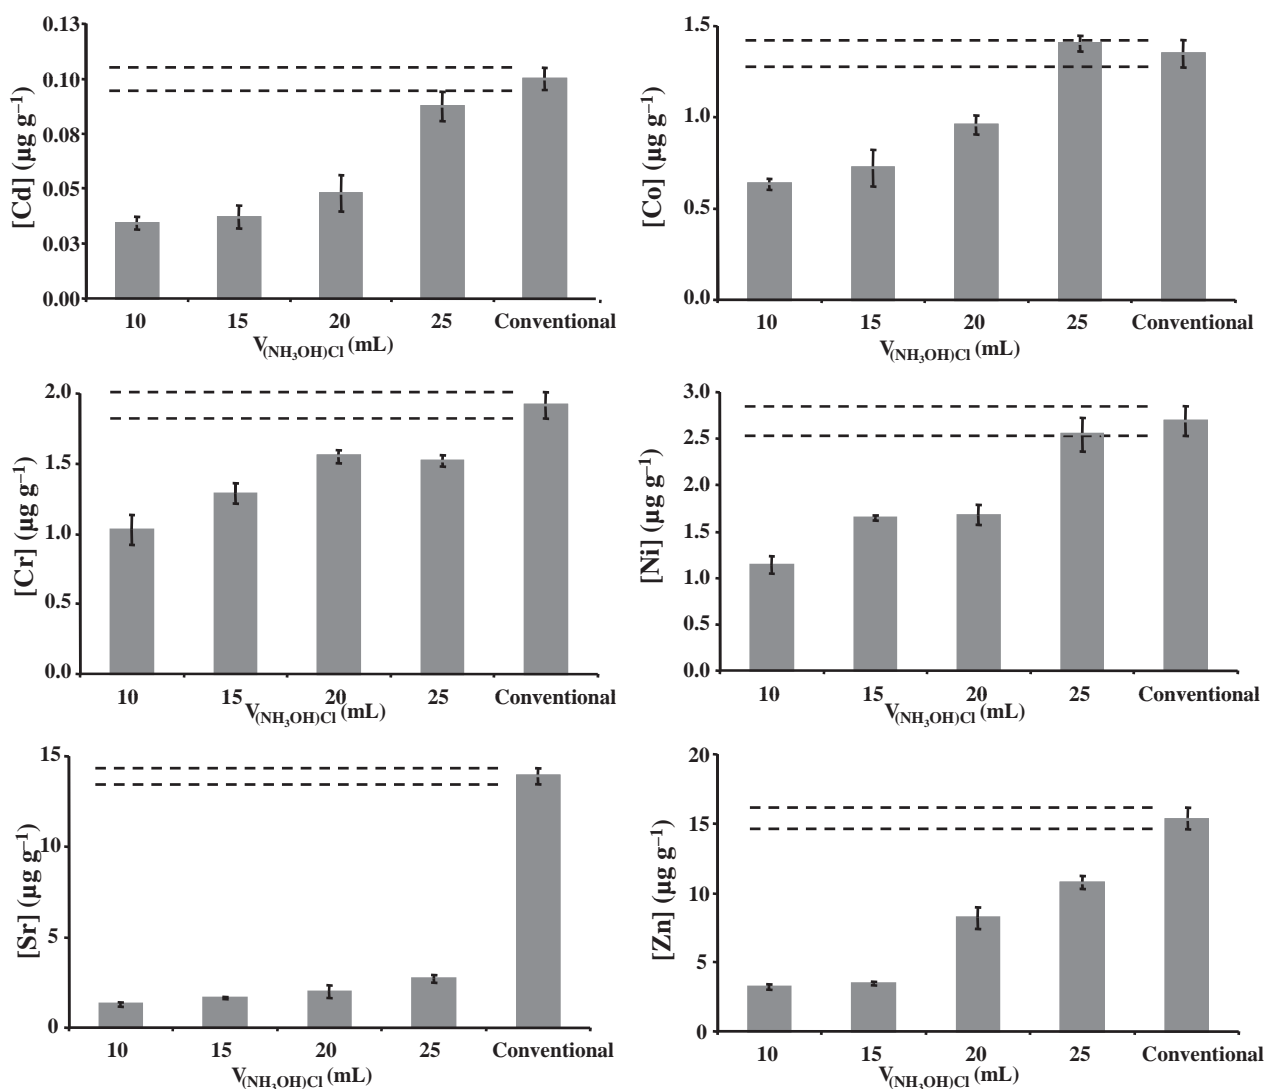 [Cd] (µg g⁻¹)
0.13
0.10
0.08
0.05
0.03
0.00
10 15 20 25 Conventional
V(NH₃OH)Cl (mL)
[Co] (µg g⁻¹)
1.5
1.0
0.5
0.0
10 15 20 25 Conventional
V(NH₃OH)Cl (mL)
[Cr] (µg g⁻¹)
2.0
1.5
1.0
0.5
0.0
10 15 20 25 Conventional
V(NH₃OH)Cl (mL)
[Ni] (µg g⁻¹)
3.0
2.5
2.0
1.5
1.0
0.5
0.0
10 15 20 25 Conventional
V(NH₃OH)Cl (mL)
[Sr] (µg g⁻¹)
15
10
5
0
10 15 20 25 Conventional
V(NH₃OH)Cl (mL)
[Zn] (µg g⁻¹)
20
15
10
5
0
10 15 20 25 Conventional
V(NH₃OH)Cl (mL)